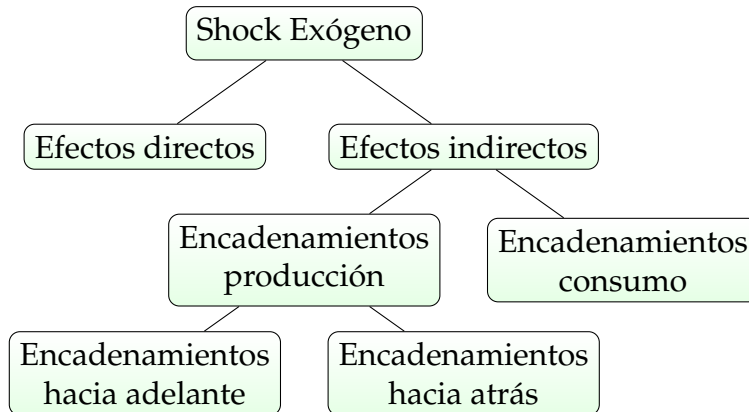 Shock Exógeno
Efectos directos
Efectos indirectos
Encadenamientos
producción
Encadenamientos
consumo
Encadenamientos
hacia adelante
Encadenamientos
hacia atrás